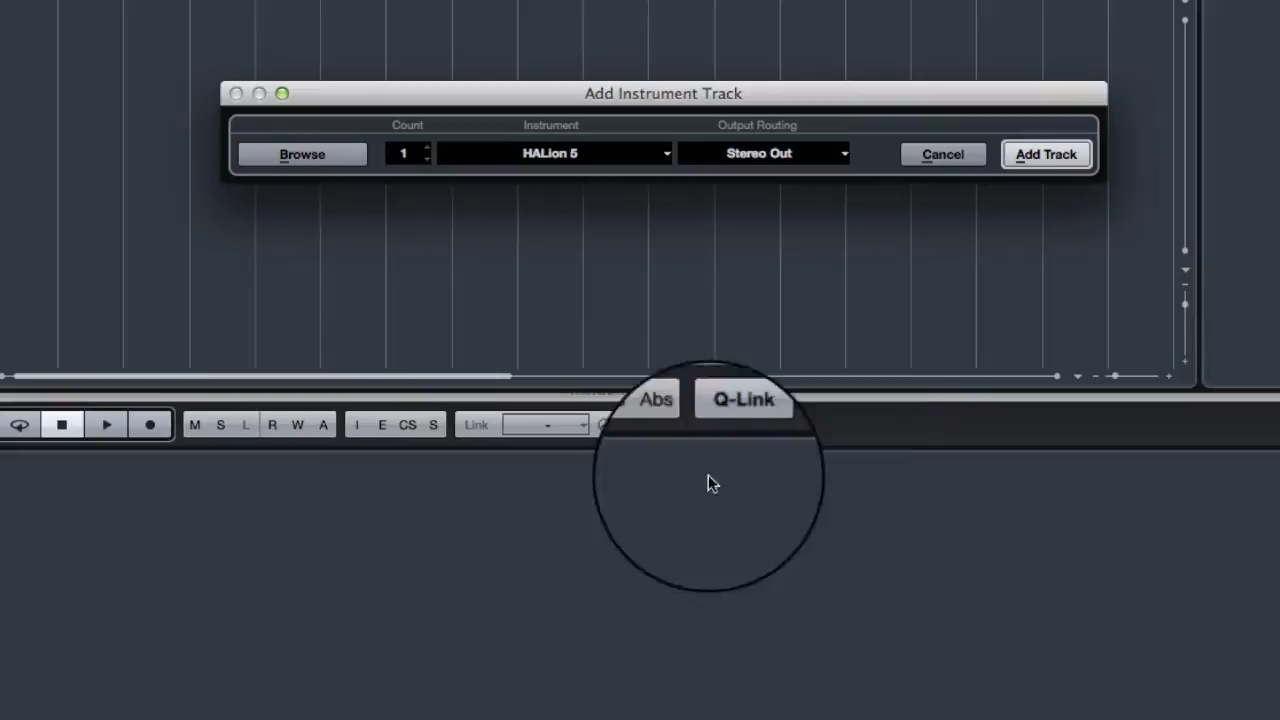 Add Instrument Track
Count Instrument Output Routing
Browse 1 HALion 5 Stereo Out Cancel Add Track
Abs Q-Link
M S L R W A I E CS S Link -